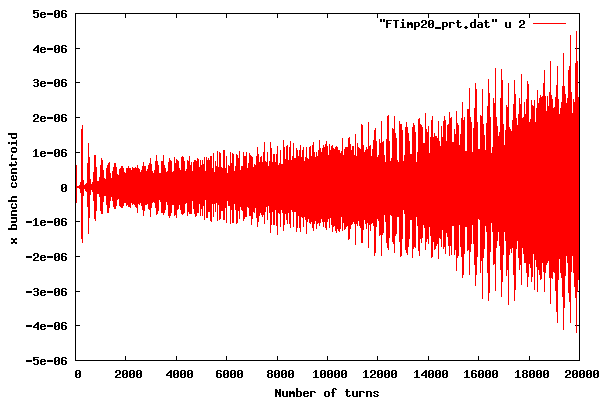 5e-06
"FTimp20_prt.dat" u 2
4e-06
3e-06
2e-06
1e-06
x bunch centroid
0
-1e-06
-2e-06
-3e-06
-4e-06
-5e-06
0 2000 4000 6000 8000 10000 12000 14000 16000 18000 20000
Number of turns